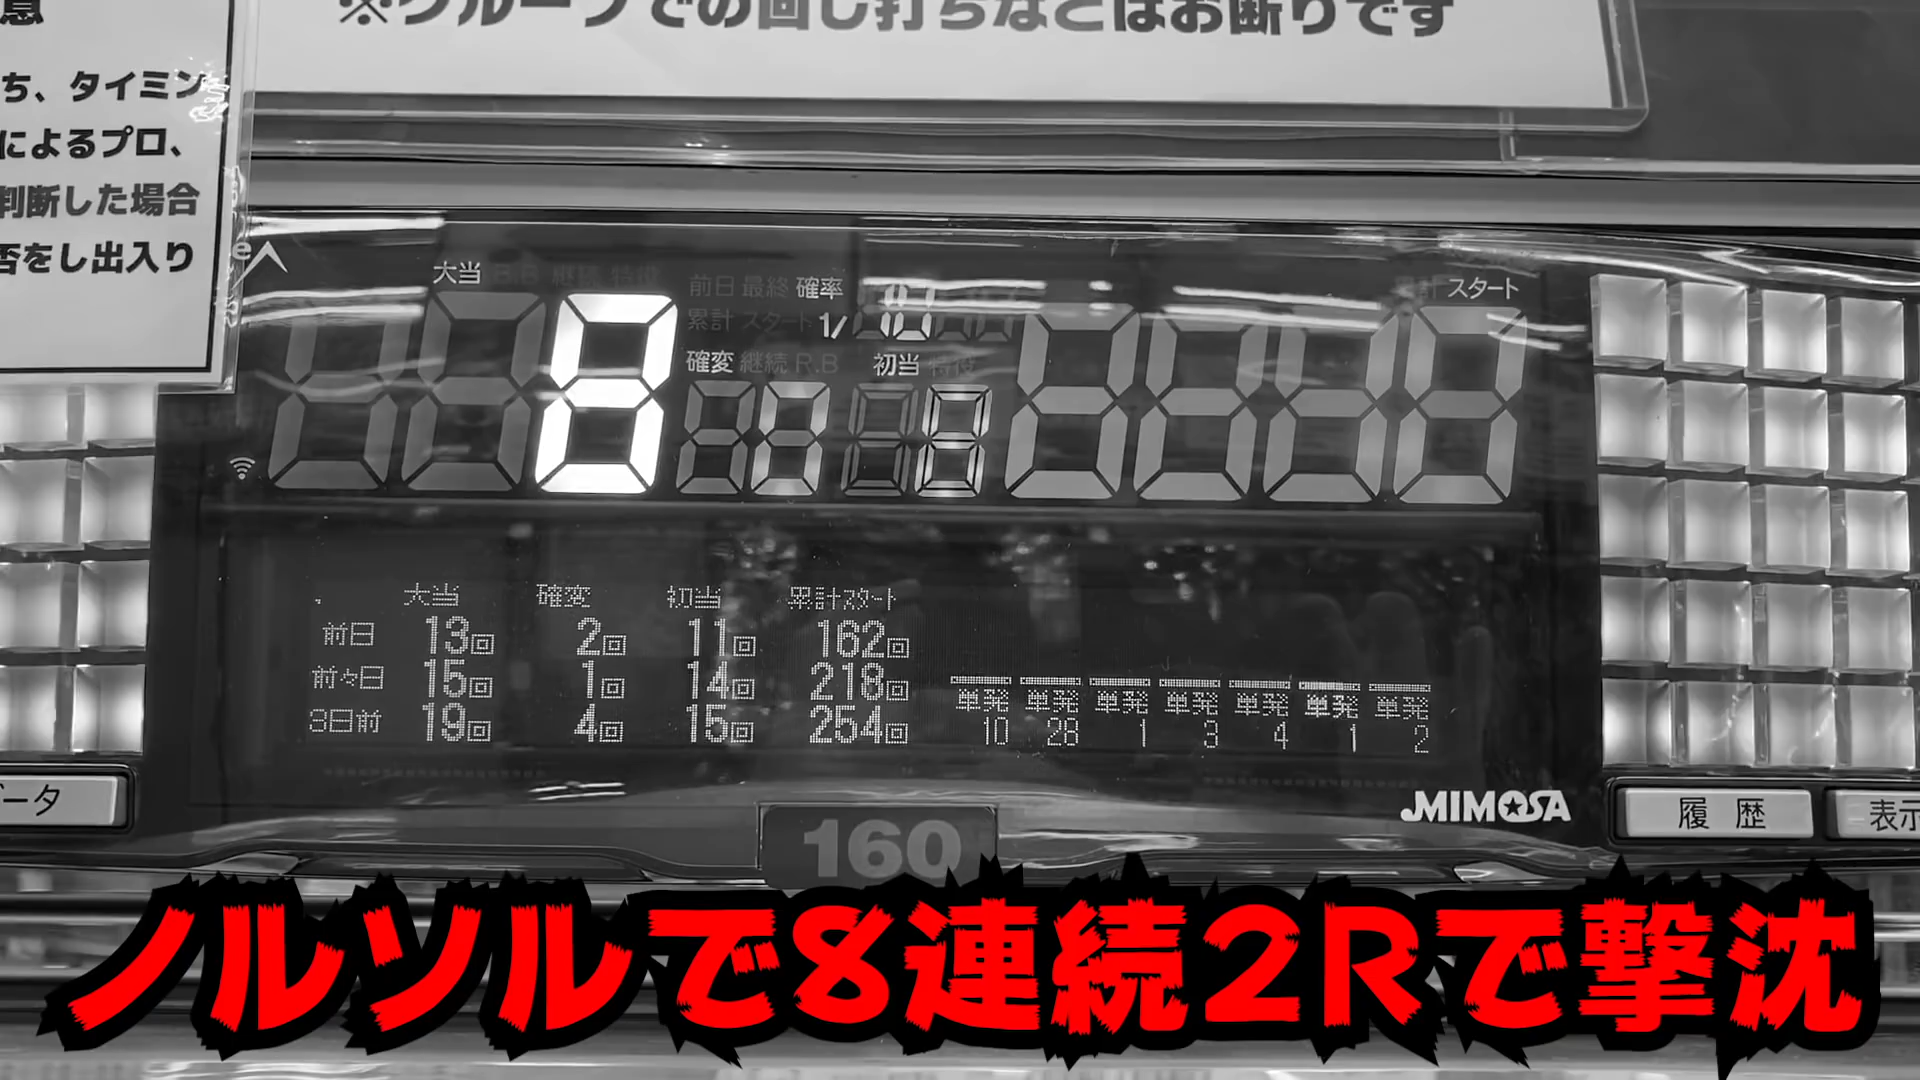 ※グループでの回し打ちなどはお断りです
意
ち、タイミン
によるプロ、
判断した場合
否をし出入り
大当 B.B 継続 特役 前日 最終 確率 スタート
累計 スタート 1/
確変 継続 R.B 初当 特役
8
大当 確変 初当 累計スタート
前日 13回 2回 11回 162回
前々日 15回 1回 14回 218回
3日前 19回 4回 15回 254回
単発 単発 単発 単発 単発 単発 単発
10 28 1 3 4 1 2
MIMOSA
ータ
履歴
表示
160
ノルソルで8連続2Rで撃沈